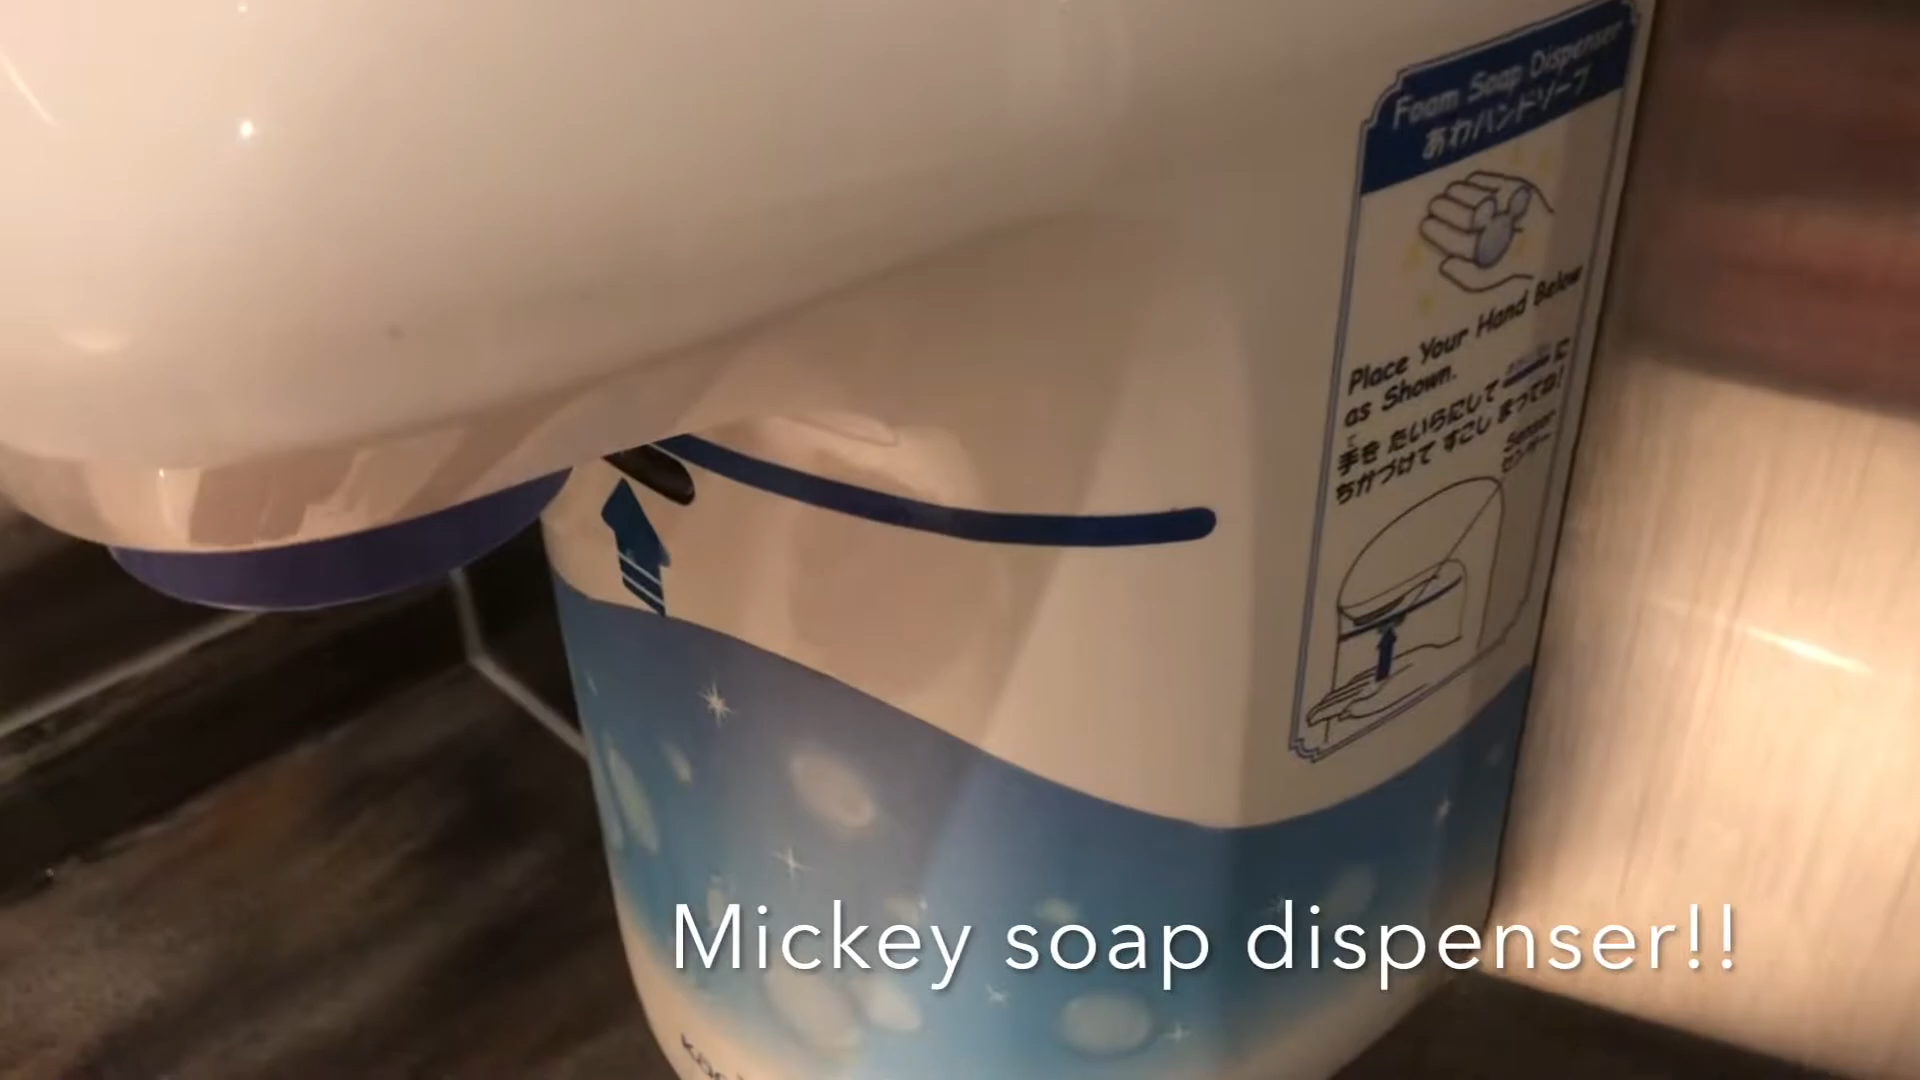 Foam Soap Dispenser
あわハンドソープ
Place Your Hand Below
as Shown.
手を たいらにして
ちかづけて すこし まってね!
Sensor
センサー
Mickey soap dispenser!!